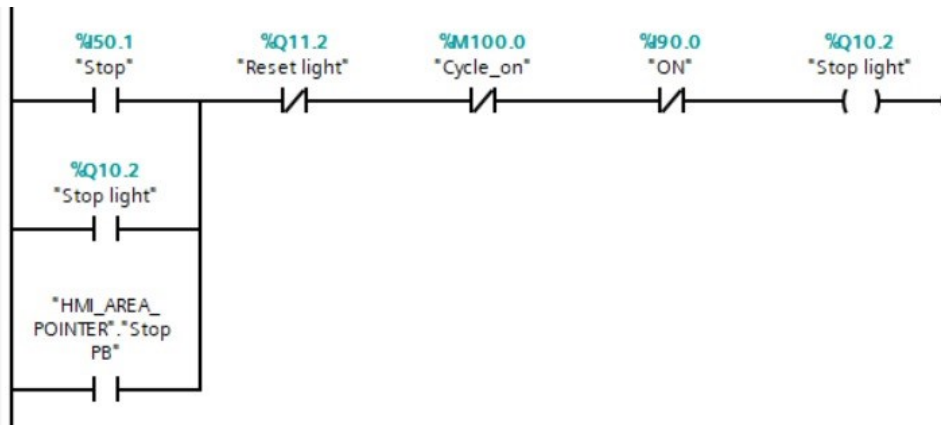 %I50.1
"Stop"
%Q11.2
"Reset light"
%M100.0
"Cycle_on"
%I90.0
"ON"
%Q10.2
"Stop light"
%Q10.2
"Stop light"
"HMI_AREA_
POINTER"."Stop
PB"